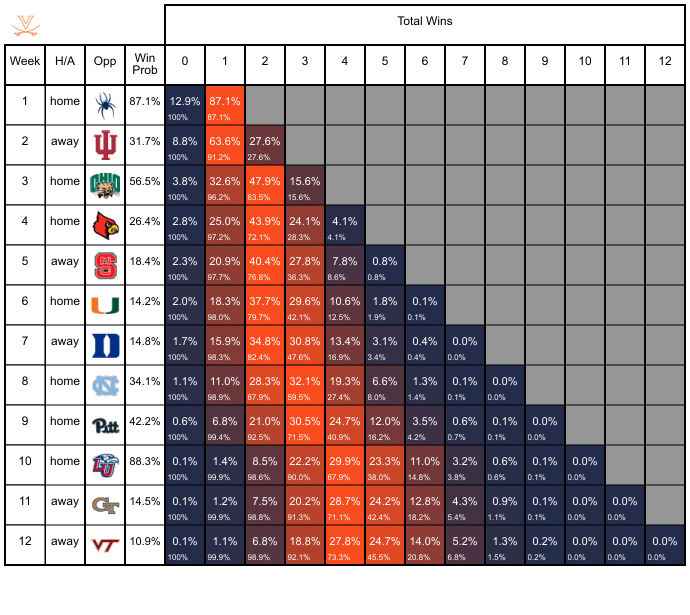 Total Wins
Week H/A Opp Win Prob 0 1 2 3 4 5 6 7 8 9 10 11 12
1 home 87.1% 12.9% 87.1%
100% 87.1%
2 away 31.7% 8.8% 63.6% 27.6%
100% 91.2% 27.6%
3 home OHIO 56.5% 3.8% 32.6% 47.9% 15.6%
100% 96.2% 63.5% 15.6%
4 home 26.4% 2.8% 25.0% 43.9% 24.1% 4.1%
100% 97.2% 72.1% 28.3% 4.1%
5 away 18.4% 2.3% 20.9% 40.4% 27.8% 7.8% 0.8%
100% 97.7% 76.8% 36.3% 8.6% 0.8%
6 home 14.2% 2.0% 18.3% 37.7% 29.6% 10.6% 1.8% 0.1%
100% 98.0% 79.7% 42.1% 12.5% 1.9% 0.1%
7 away D 14.8% 1.7% 15.9% 34.8% 30.8% 13.4% 3.1% 0.4% 0.0%
100% 98.3% 82.4% 47.6% 16.9% 3.4% 0.4% 0.0%
8 home NC 34.1% 1.1% 11.0% 28.3% 32.1% 19.3% 6.6% 1.3% 0.1% 0.0%
100% 98.9% 87.9% 59.5% 27.4% 8.0% 1.4% 0.1% 0.0%
9 home Pitt 42.2% 0.6% 6.8% 21.0% 30.5% 24.7% 12.0% 3.5% 0.6% 0.1% 0.0%
100% 99.4% 92.5% 71.5% 40.9% 16.2% 4.2% 0.7% 0.1% 0.0%
10 home LU 88.3% 0.1% 1.4% 8.5% 22.2% 29.9% 23.3% 11.0% 3.2% 0.6% 0.1% 0.0%
100% 99.9% 98.6% 90.0% 67.9% 38.0% 14.8% 3.8% 0.6% 0.1% 0.0%
11 away GT 14.5% 0.1% 1.2% 7.5% 20.2% 28.7% 24.2% 12.8% 4.3% 0.9% 0.1% 0.0% 0.0%
100% 99.9% 98.8% 91.3% 71.1% 42.4% 18.2% 5.4% 1.1% 0.1% 0.0% 0.0%
12 away VT 10.9% 0.1% 1.1% 6.8% 18.8% 27.8% 24.7% 14.0% 5.2% 1.3% 0.2% 0.0% 0.0% 0.0%
100% 99.9% 98.9% 92.1% 73.3% 45.5% 20.8% 6.8% 1.5% 0.2% 0.0% 0.0% 0.0%